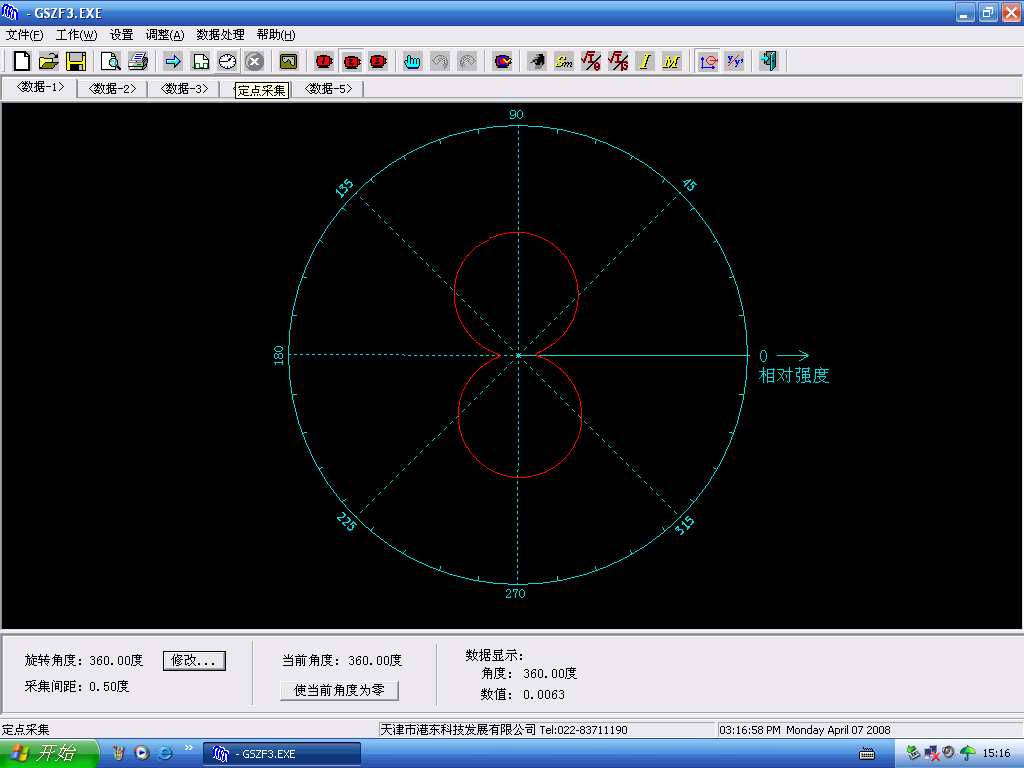 - GSZF3.EXE
文件(F) 工作(W) 设置 调整(A) 数据处理 帮助(H)
Sm √I/Q √I/S I M Y/Y'
<数据-1> <数据-2> <数据-3> 定点采集 <数据-5>
90
135
45
180
0
相对强度
225
315
270
旋转角度: 360.00度 修改...
采集间距: 0.50度
当前角度: 360.00度
使当前角度为零
数据显示:
角度: 360.00度
数值: 0.0063
定点采集 天津市港东科技发展有限公司 Tel:022-83711190 03:16:58 PM Monday April 07 2008
开始 - GSZF3.EXE 15:16